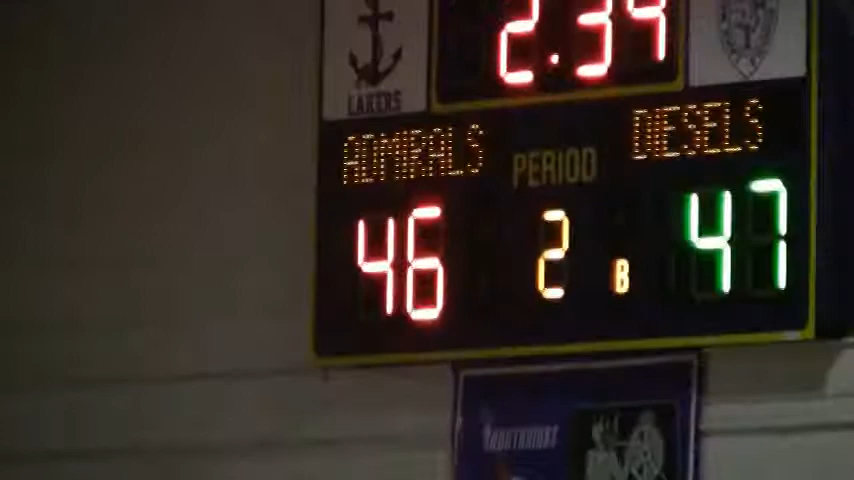 2.34
LAKERS
ADMIRALS
DIESELS
PERIOD
46
2
B
47